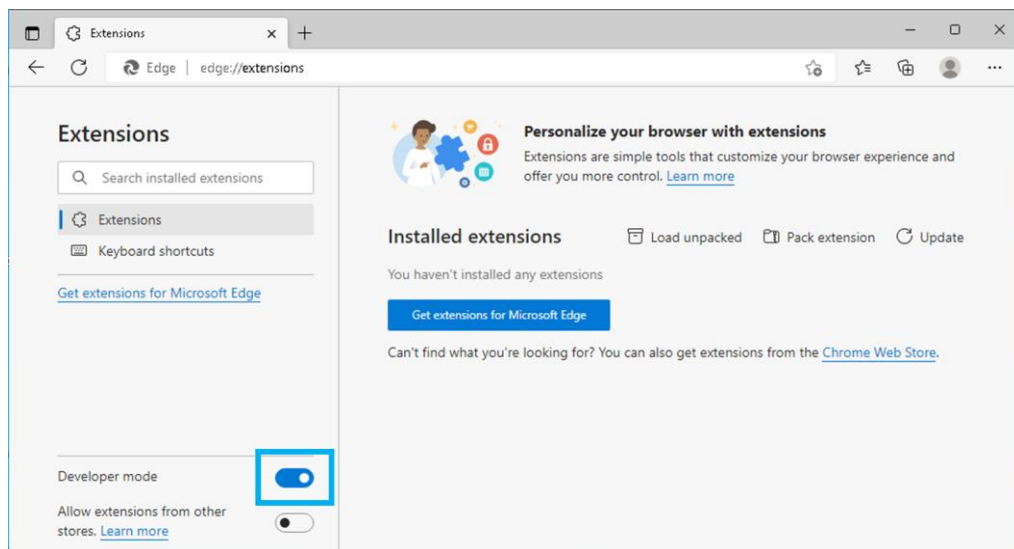 Extensions
Edge | edge://extensions
Extensions
Search installed extensions
Extensions
Keyboard shortcuts
Get extensions for Microsoft Edge
Developer mode
Allow extensions from other
stores. Learn more
Personalize your browser with extensions
Extensions are simple tools that customize your browser experience and
offer you more control. Learn more
Installed extensions
Load unpacked
Pack extension
Update
You haven't installed any extensions
Get extensions for Microsoft Edge
Can't find what you're looking for? You can also get extensions from the Chrome Web Store.